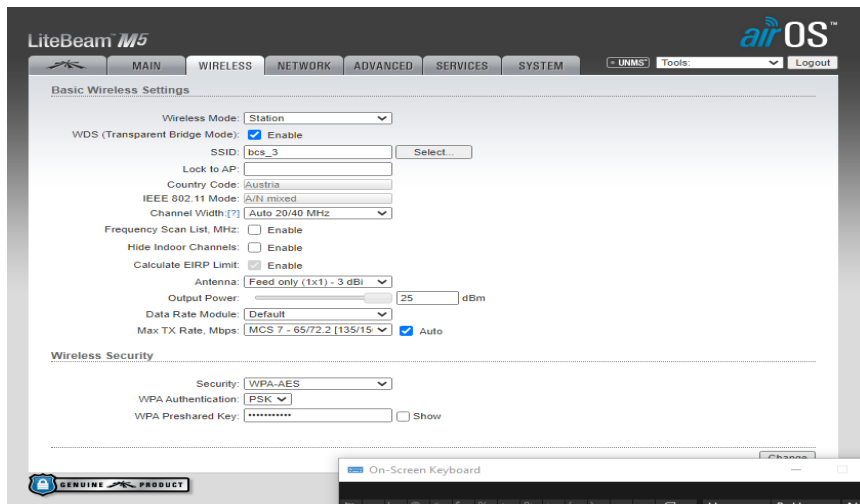 LiteBeam M5
airOS™
MAIN WIRELESS NETWORK ADVANCED SERVICES SYSTEM UNMS Tools: Logout
Basic Wireless Settings
Wireless Mode: Station
WDS (Transparent Bridge Mode): Enable
SSID: bcs_3 Select...
Lock to AP:
Country Code: Austria
IEEE 802.11 Mode: A/N mixed
Channel Width:[?] Auto 20/40 MHz
Frequency Scan List, MHz: Enable
Hide Indoor Channels: Enable
Calculate EIRP Limit: Enable
Antenna: Feed only (1x1) - 3 dBi
Output Power: 25 dBm
Data Rate Module: Default
Max TX Rate, Mbps: MCS 7 - 65/72.2 [135/15 Auto
Wireless Security
Security: WPA-AES
WPA Authentication: PSK
WPA Preshared Key: ••••••••••• Show
Change
On-Screen Keyboard
GENUINE PRODUCT